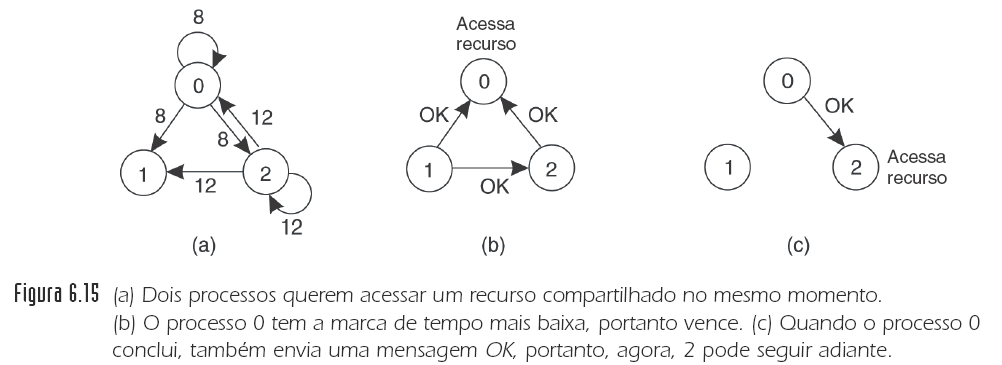 8
0
8
8
12
1
12
2
12
(a)
Acessa
recurso
0
OK
OK
1
OK
2
(b)
0
OK
1
2
Acessa
recurso
(c)
Figura 6.15 (a) Dois processos querem acessar um recurso compartilhado no mesmo momento.
(b) O processo 0 tem a marca de tempo mais baixa, portanto vence. (c) Quando o processo 0
conclui, também envia uma mensagem OK, portanto, agora, 2 pode seguir adiante.